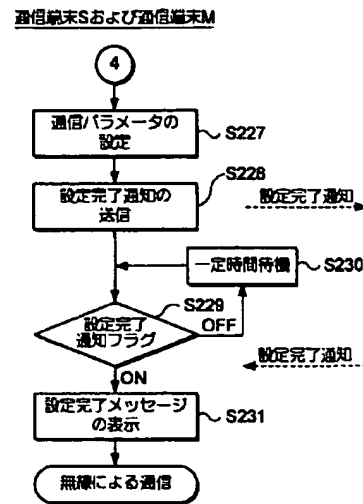 通信端末Sおよび通信端末M
4
通信パラメータの
設定
S227
S228
設定完了通知の
送信
設定完了通知
一定時間待機
S230
S229
設定完了
通知フラグ
OFF
設定完了通知
ON
設定完了メッセージ
の表示
S231
無線による通信